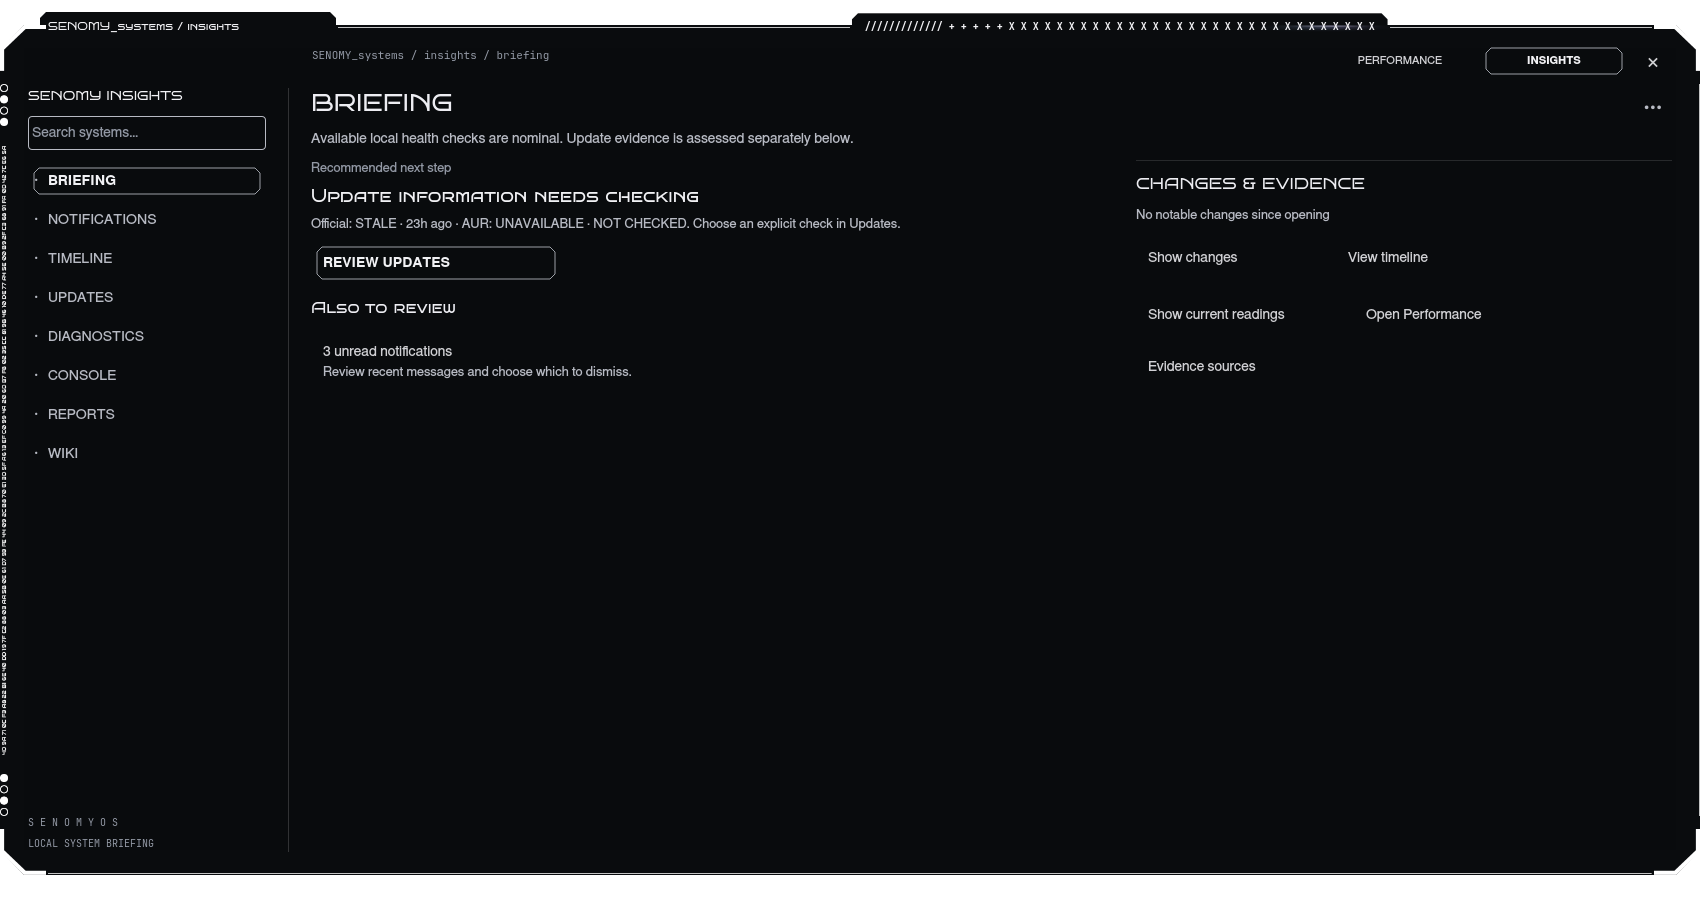 SENOMY_SYSTEMS / INSIGHTS
///////////// + + + + + X X X X X X X X X X X X X X X X X X X X X X X X X X X X X X X
SENOMY_systems / insights / briefing
PERFORMANCE
INSIGHTS
×
SENOMY INSIGHTS
Search systems...
· BRIEFING
· NOTIFICATIONS
· TIMELINE
· UPDATES
· DIAGNOSTICS
· CONSOLE
· REPORTS
· WIKI
SENOMYOS
LOCAL SYSTEM BRIEFING
BRIEFING
Available local health checks are nominal. Update evidence is assessed separately below.
Recommended next step
Update information needs checking
Official: STALE · 23h ago · AUR: UNAVAILABLE · NOT CHECKED. Choose an explicit check in Updates.
REVIEW UPDATES
Also to review
3 unread notifications
Review recent messages and choose which to dismiss.
•••
CHANGES & EVIDENCE
No notable changes since opening
Show changes
View timeline
Show current readings
Open Performance
Evidence sources